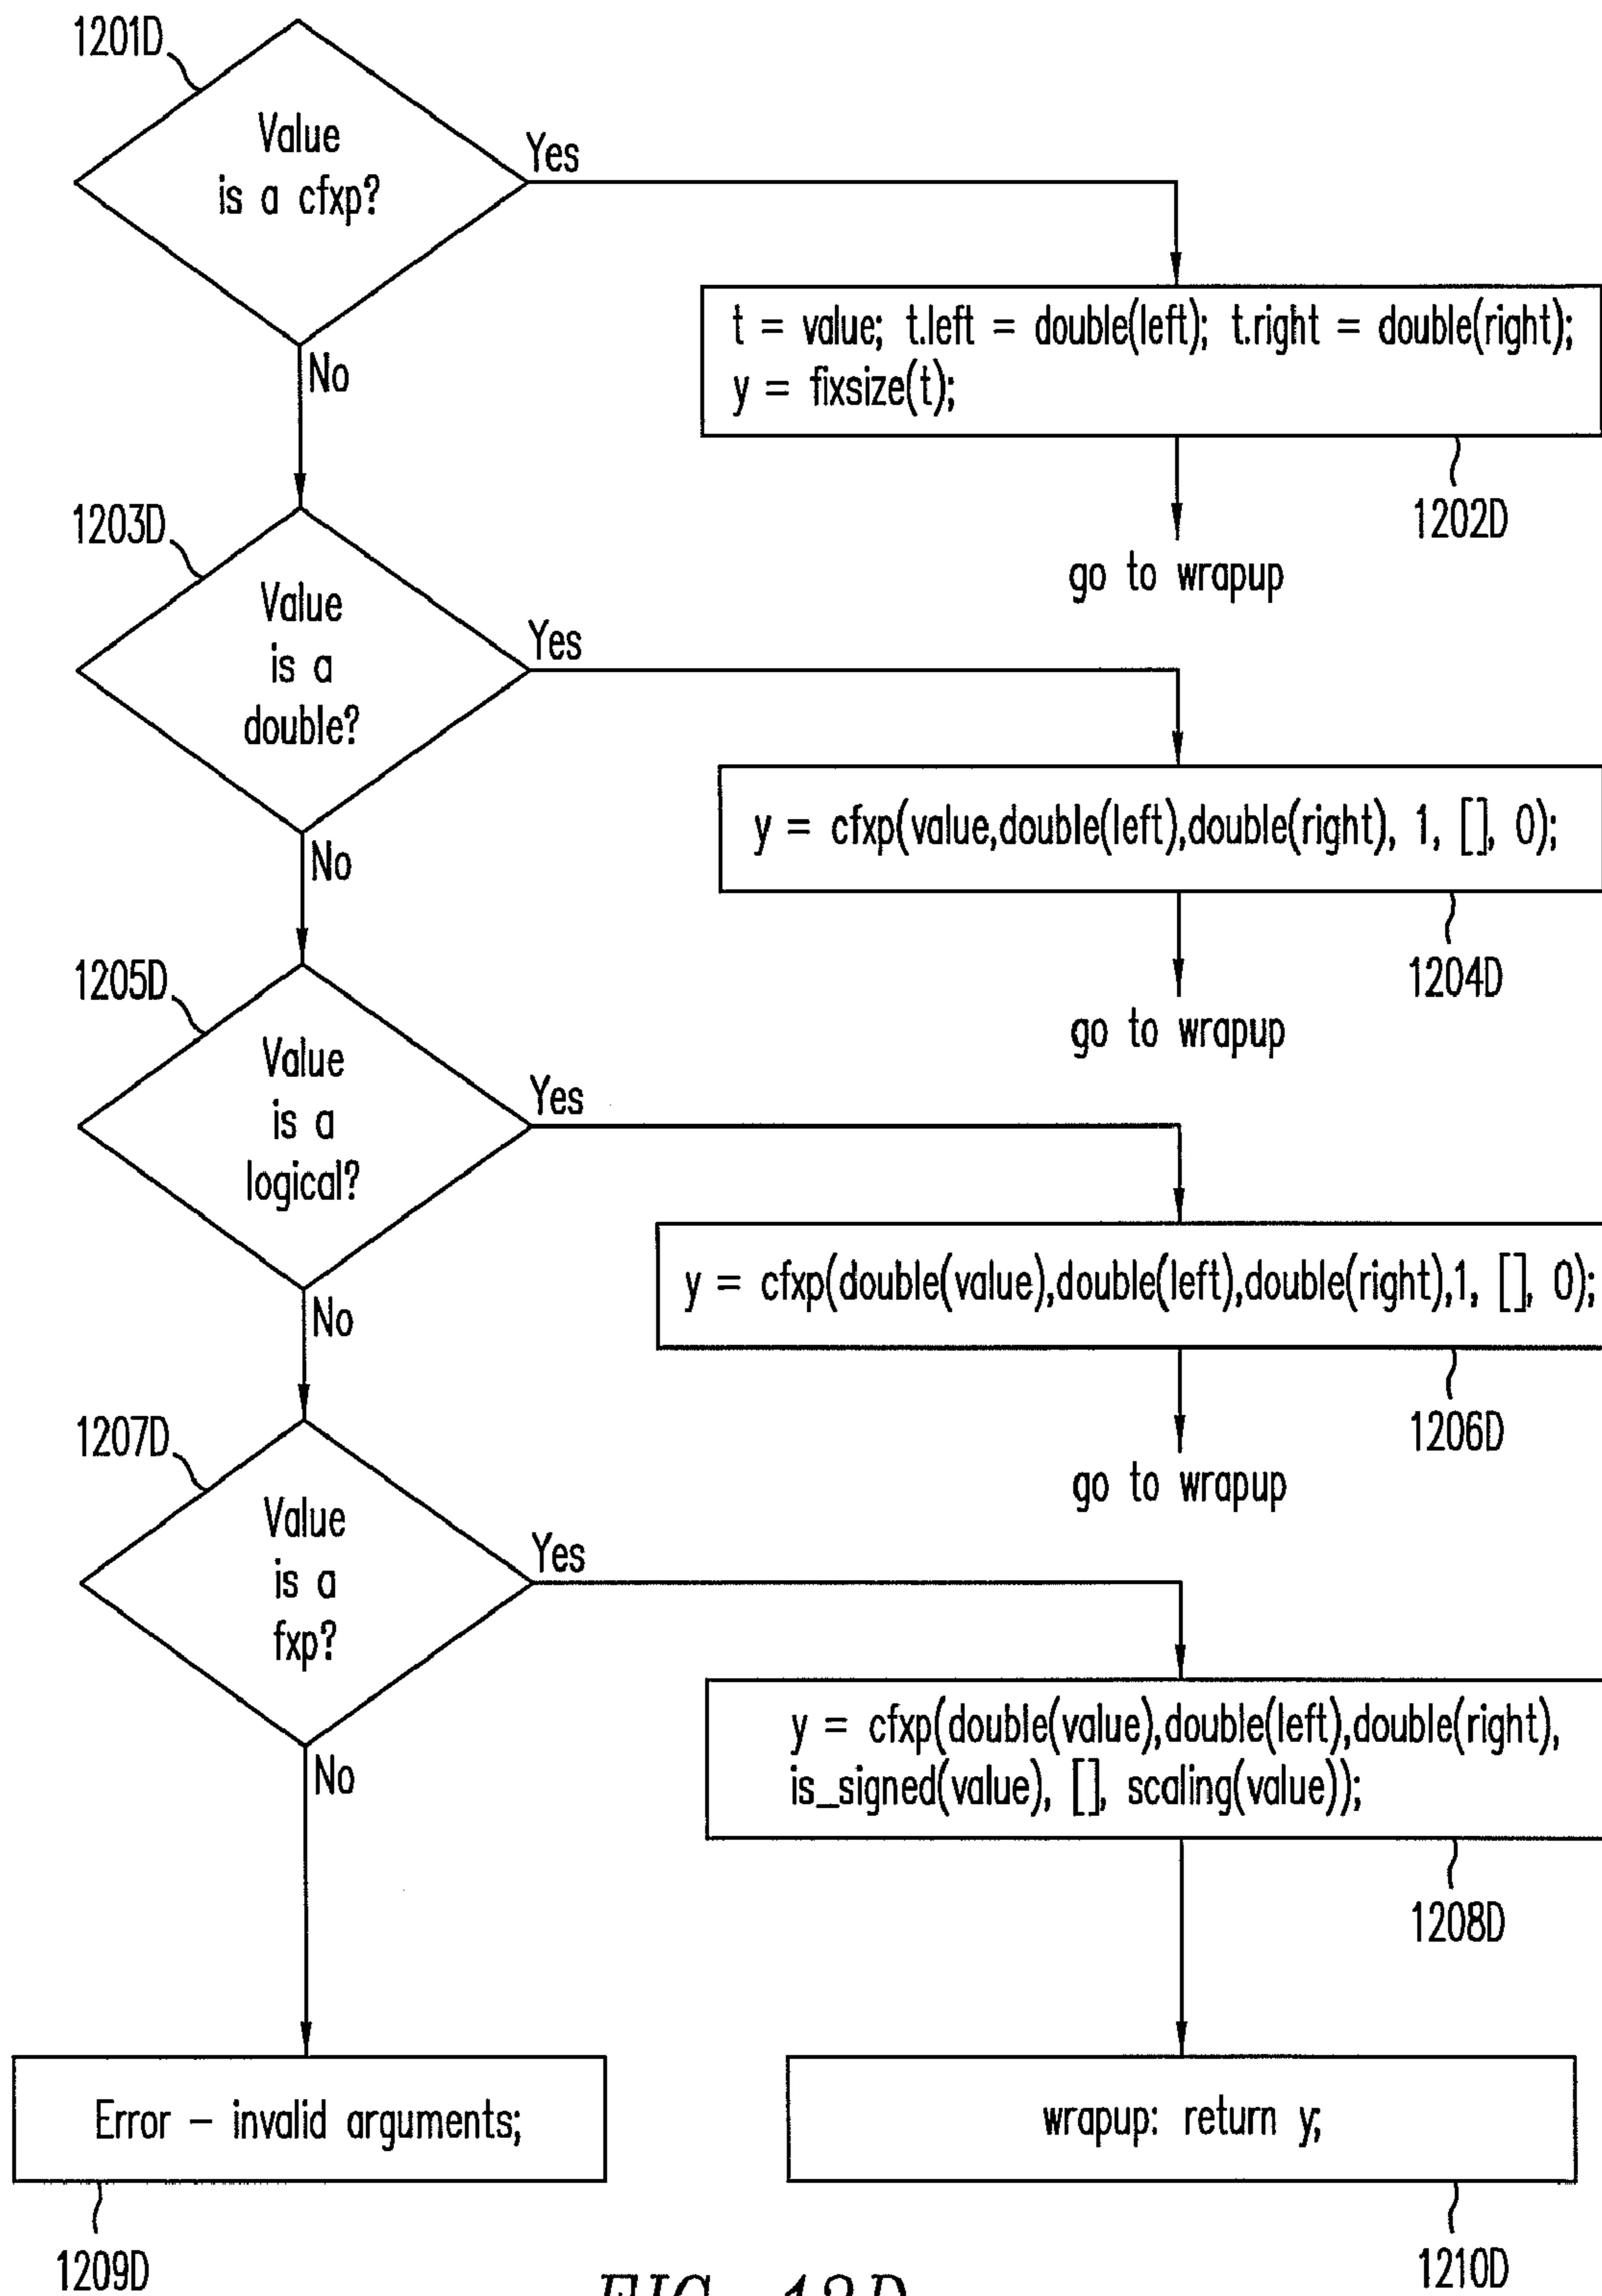 1201D
Value
is a cfxp?
Yes
t = value; t.left = double(left); t.right = double(right);
y = fixsize(t);
No
1202D
go to wrapup
1203D
Value
is a
double?
Yes
y = cfxp(value,double(left),double(right), 1, [], 0);
No
1204D
go to wrapup
1205D
Value
is a
logical?
Yes
y = cfxp(double(value),double(left),double(right),1, [], 0);
No
1206D
go to wrapup
1207D
Value
is a
fxp?
Yes
y = cfxp(double(value),double(left),double(right),
is_signed(value), [], scaling(value));
No
1208D
Error – invalid arguments;
wrapup: return y;
1209D
1210D
FIG. 12D